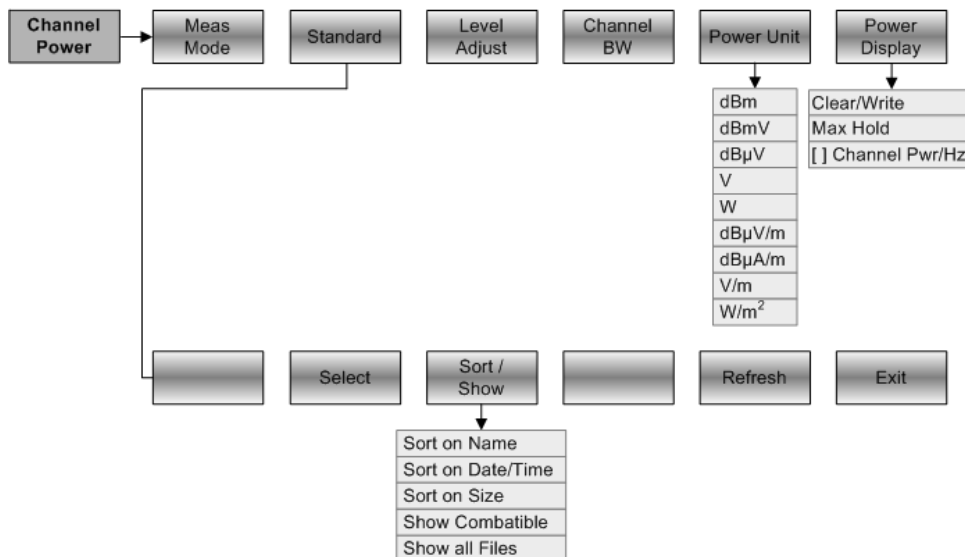 Channel
Power
Meas
Mode
Standard
Level
Adjust
Channel
BW
Power Unit
Power
Display
dBm
dBmV
dBµV
V
W
dBµV/m
dBµA/m
V/m
W/m²
Clear/Write
Max Hold
[ ] Channel Pwr/Hz
Select
Sort /
Show
Refresh
Exit
Sort on Name
Sort on Date/Time
Sort on Size
Show Combatible
Show all Files